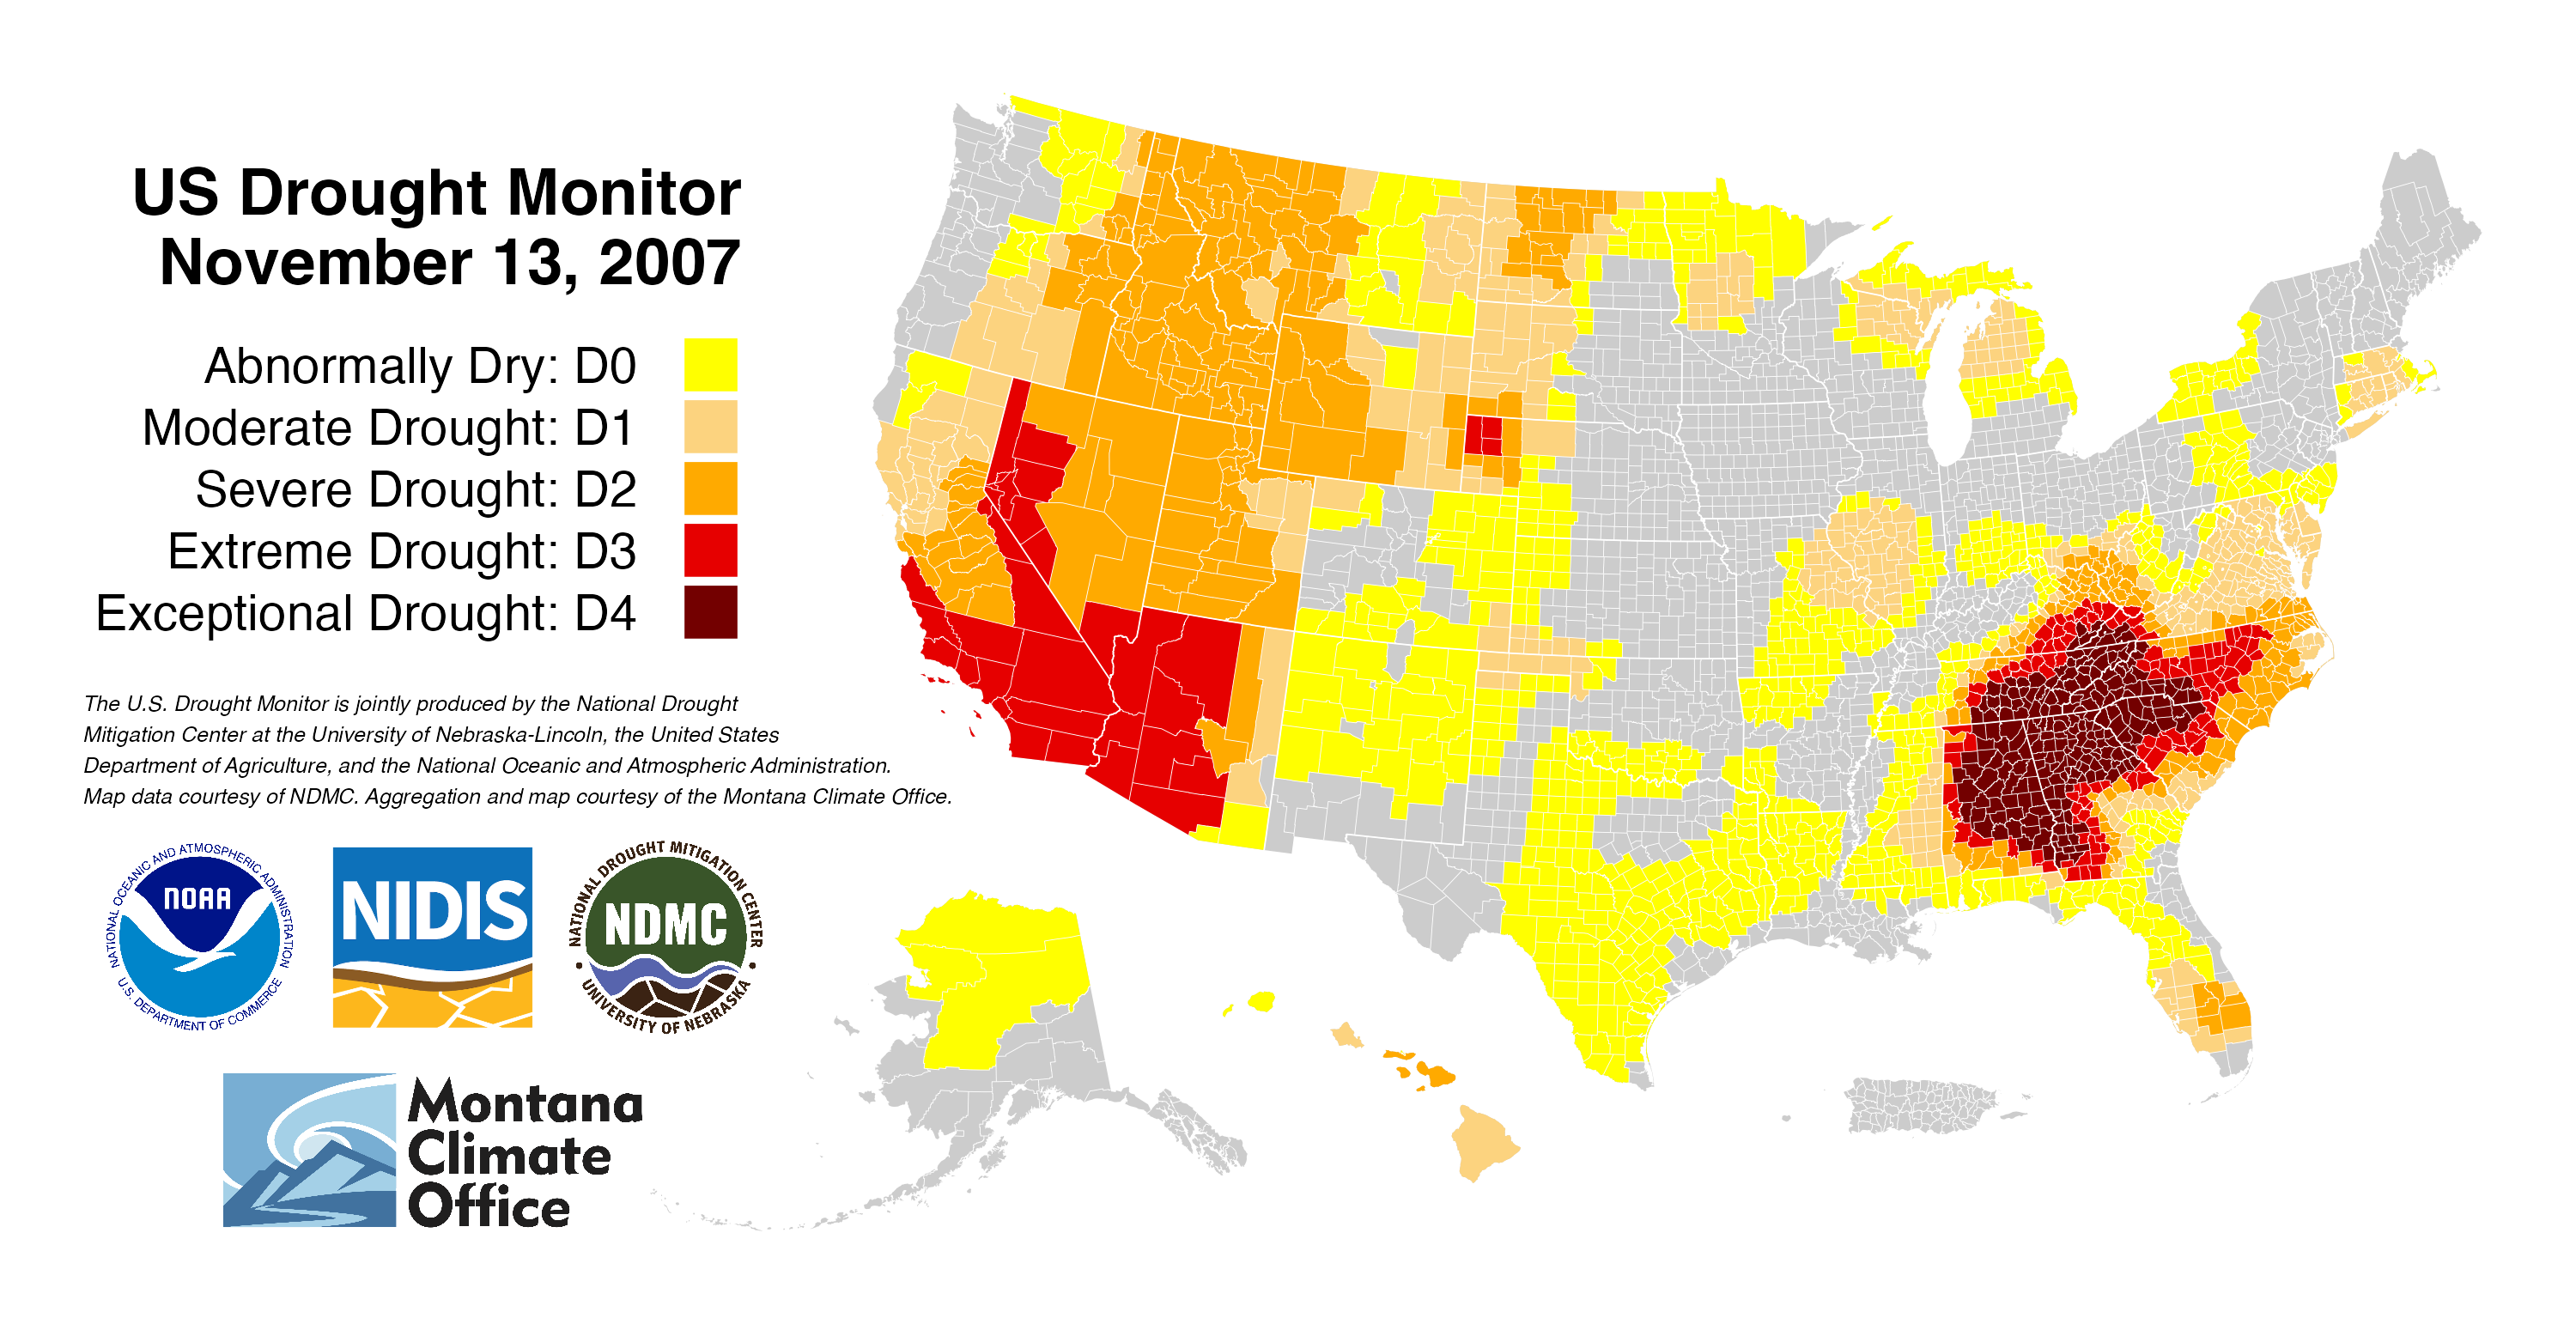 US Drought Monitor
November 13, 2007
Abnormally Dry: D0
Moderate Drought: D1
Severe Drought: D2
Extreme Drought: D3
Exceptional Drought: D4
The U.S. Drought Monitor is jointly produced by the National Drought
Mitigation Center at the University of Nebraska-Lincoln, the United States
Department of Agriculture, and the National Oceanic and Atmospheric Administration.
Map data courtesy of NDMC. Aggregation and map courtesy of the Montana Climate Office.
NATIONAL OCEANIC AND ATMOSPHERIC ADMINISTRATION
NOAA
U.S. DEPARTMENT OF COMMERCE
NIDIS
NATIONAL DROUGHT MITIGATION CENTER
NDMC
UNIVERSITY OF NEBRASKA
Montana
Climate
Office